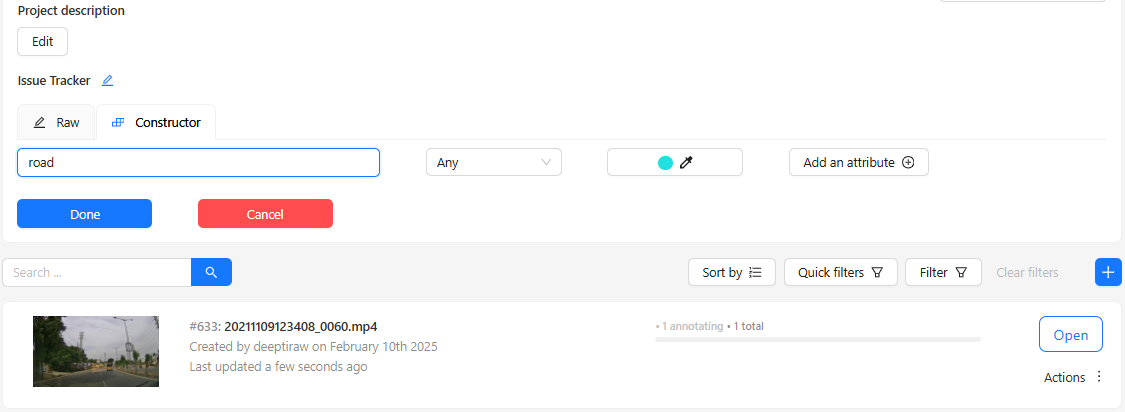 Project description
Edit
Issue Tracker
Raw Constructor
road Any Add an attribute
Done Cancel
Search ... Sort by Quick filters Filter Clear filters
#633: 20211109123408_0060.mp4 • 1 annotating • 1 total
Created by deeptiraw on February 10th 2025 Open
Last updated a few seconds ago
Actions